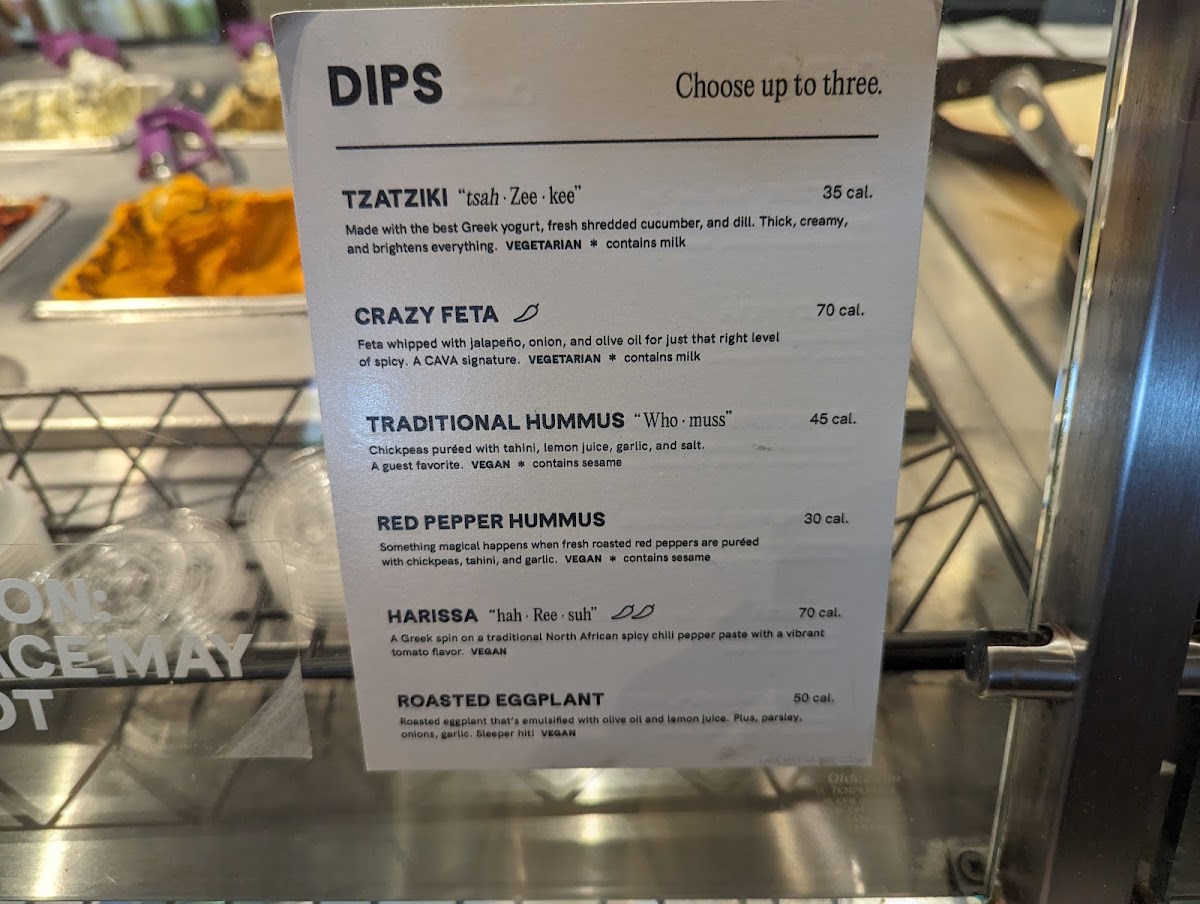 DIPS
Choose up to three.
TZATZIKI “tsah · Zee · kee” 35 cal.
Made with the best Greek yogurt, fresh shredded cucumber, and dill. Thick, creamy,
and brightens everything. VEGETARIAN * contains milk
CRAZY FETA 70 cal.
Feta whipped with jalapeño, onion, and olive oil for just that right level
of spicy. A CAVA signature. VEGETARIAN * contains milk
TRADITIONAL HUMMUS “Who · muss” 45 cal.
Chickpeas puréed with tahini, lemon juice, garlic, and salt.
A guest favorite. VEGAN * contains sesame
RED PEPPER HUMMUS 30 cal.
Something magical happens when fresh roasted red peppers are puréed
with chickpeas, tahini, and garlic. VEGAN * contains sesame
HARISSA “hah · Ree · suh” 70 cal.
A Greek spin on a traditional North African spicy chili pepper paste with a vibrant
tomato flavor. VEGAN
ROASTED EGGPLANT 50 cal.
Roasted eggplant that's emulsified with olive oil and lemon juice. Plus, parsley,
onions, garlic. Sleeper hit! VEGAN
ON:
ACE MAY
OT